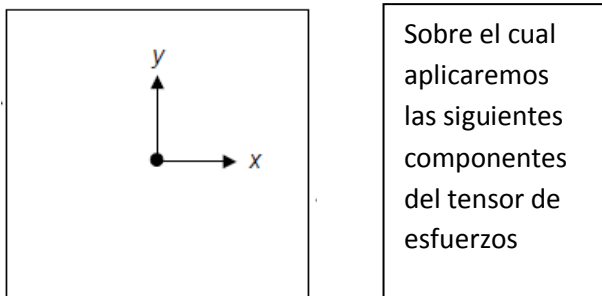 y
x
Sobre el cual
aplicaremos
las siguientes
componentes
del tensor de
esfuerzos